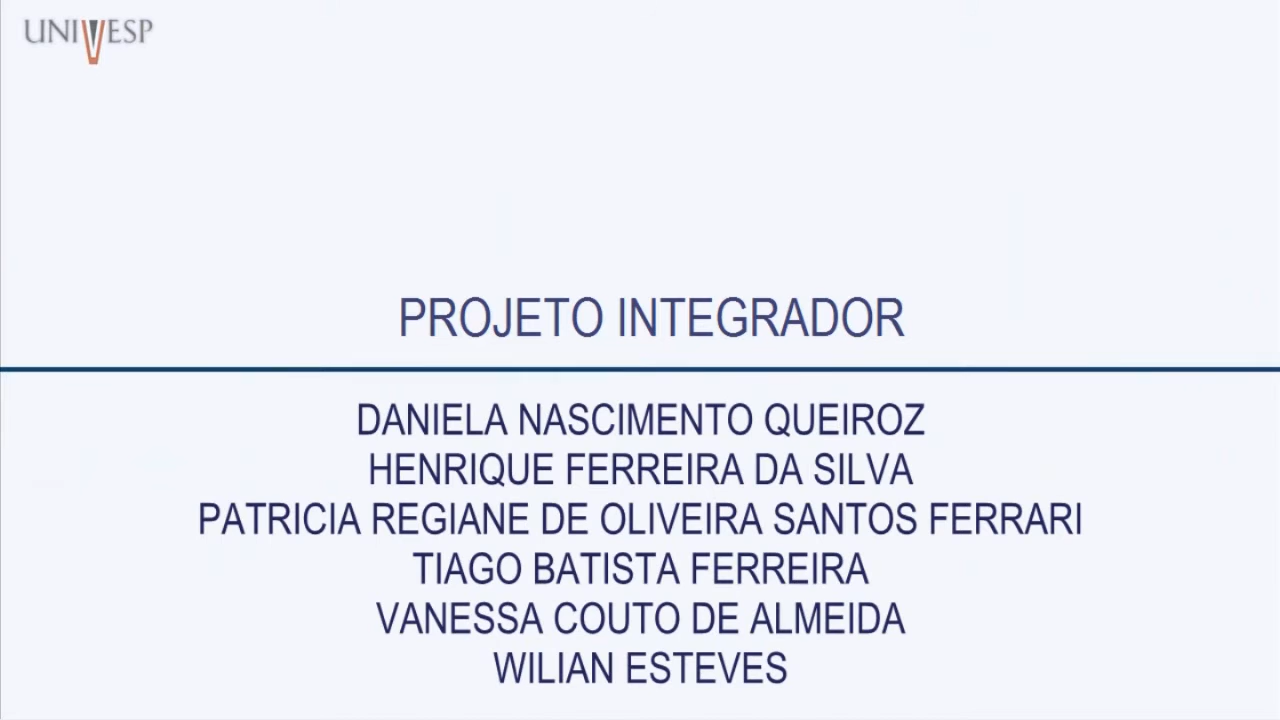 UNIVESP
PROJETO INTEGRADOR
DANIELA NASCIMENTO QUEIROZ
HENRIQUE FERREIRA DA SILVA
PATRICIA REGIANE DE OLIVEIRA SANTOS FERRARI
TIAGO BATISTA FERREIRA
VANESSA COUTO DE ALMEIDA
WILIAN ESTEVES